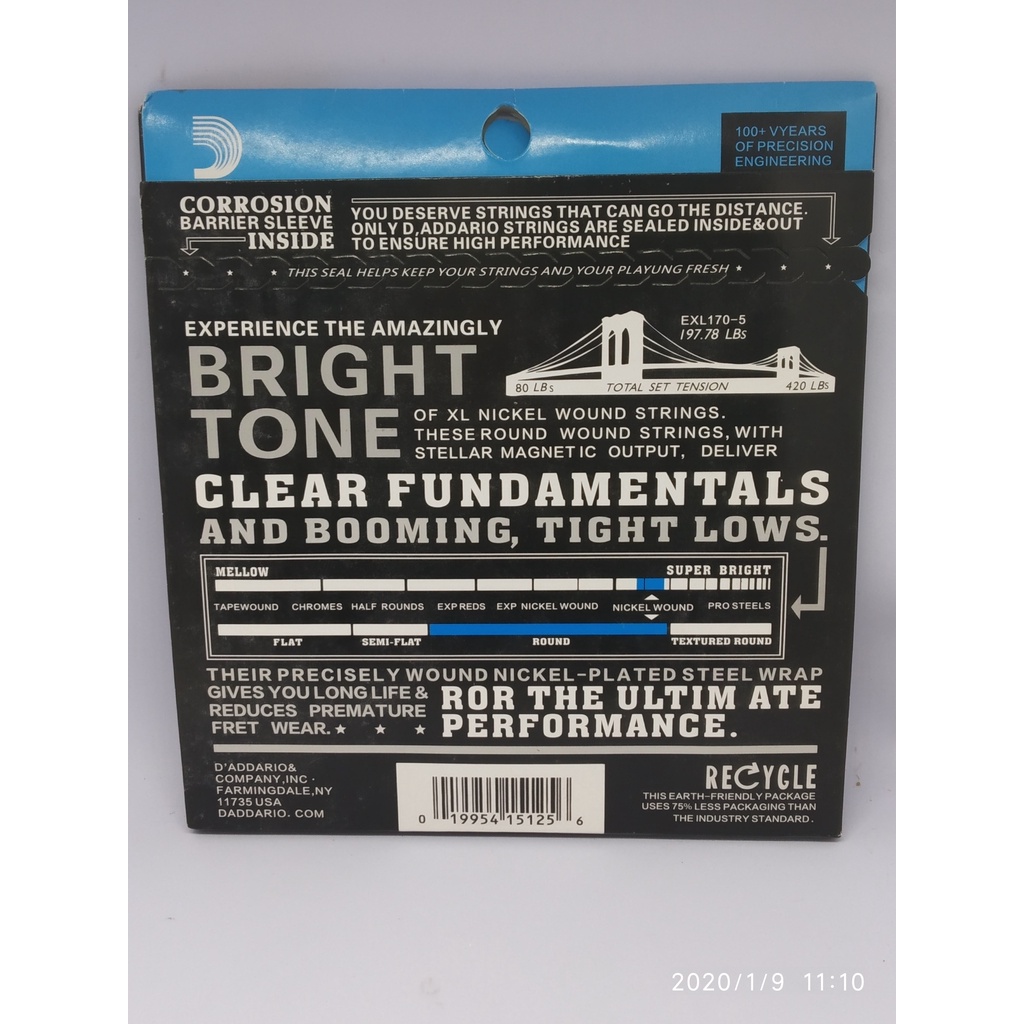 100+ VYEARS
OF PRECISION
ENGINEERING
CORROSION
BARRIER SLEEVE
INSIDE
YOU DESERVE STRINGS THAT CAN GO THE DISTANCE.
ONLY D,ADDARIO STRINGS ARE SEALED INSIDE&OUT
TO ENSURE HIGH PERFORMANCE
THIS SEAL HELPS KEEP YOUR STRINGS AND YOUR PLAYUNG FRESH
EXPERIENCE THE AMAZINGLY
BRIGHT
TONE
EXL170-5
197.78 LBs
80 LBs TOTAL SET TENSION 420 LBs
OF XL NICKEL WOUND STRINGS.
THESE ROUND WOUND STRINGS, WITH
STELLAR MAGNETIC OUTPUT, DELIVER
CLEAR FUNDAMENTALS
AND BOOMING, TIGHT LOWS.
MELLOW SUPER BRIGHT
TAPEWOUND CHROMES HALF ROUNDS EXP REDS EXP NICKEL WOUND NICKEL WOUND PRO STEELS
FLAT SEMI-FLAT ROUND TEXTURED ROUND
THEIR PRECISELY WOUND NICKEL-PLATED STEEL WRAP
GIVES YOU LONG LIFE &
REDUCES PREMATURE
FRET WEAR.
ROR THE ULTIM ATE
PERFORMANCE.
D'ADDARIO&
COMPANY,INC·
FARMINGDALE,NY
11735 USA
DADDARIO. COM
0 19954 15125 6
RECYCLE
THIS EARTH-FRIENDLY PACKAGE
USES 75% LESS PACKAGING THAN
THE INDUSTRY STANDARD.
2020/1/9 11:10